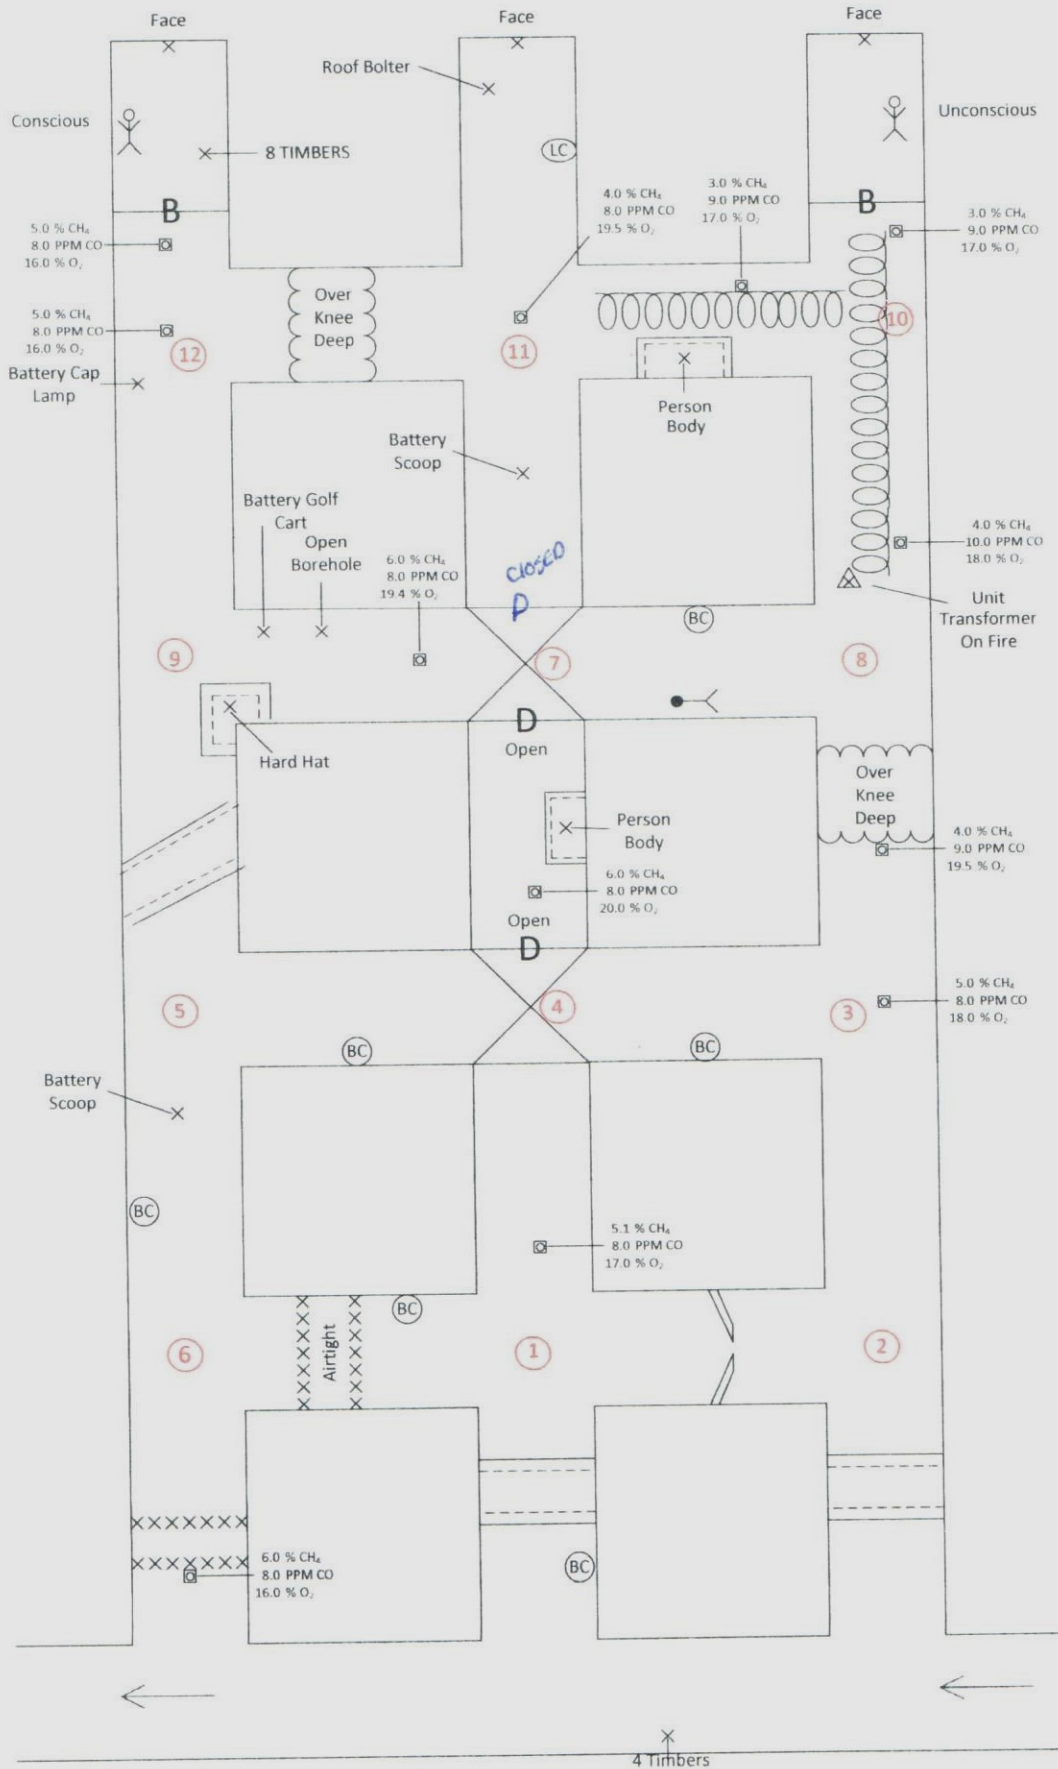 Face
Face
Face
Roof Bolter
Conscious
Unconscious
8 TIMBERS
LC
B
B
5.0 % CH₄
8.0 PPM CO
16.0 % O₂
4.0 % CH₄
8.0 PPM CO
19.5 % O₂
3.0 % CH₄
9.0 PPM CO
17.0 % O₂
3.0 % CH₄
9.0 PPM CO
17.0 % O₂
5.0 % CH₄
8.0 PPM CO
16.0 % O₂
Over
Knee
Deep
12
11
10
Battery Cap
Lamp
Person
Body
Battery
Scoop
Battery Golf
Cart
Open
Borehole
6.0 % CH₄
8.0 PPM CO
19.4 % O₂
CLOSED
D
4.0 % CH₄
10.0 PPM CO
18.0 % O₂
Unit
Transformer
On Fire
BC
9
7
8
D
Open
Hard Hat
Over
Knee
Deep
Person
Body
4.0 % CH₄
9.0 PPM CO
19.5 % O₂
6.0 % CH₄
8.0 PPM CO
20.0 % O₂
Open
D
5
4
3
5.0 % CH₄
8.0 PPM CO
18.0 % O₂
BC
BC
Battery
Scoop
BC
5.1 % CH₄
8.0 PPM CO
17.0 % O₂
BC
Airtight
6
1
2
6.0 % CH₄
8.0 PPM CO
16.0 % O₂
BC
4 Timbers